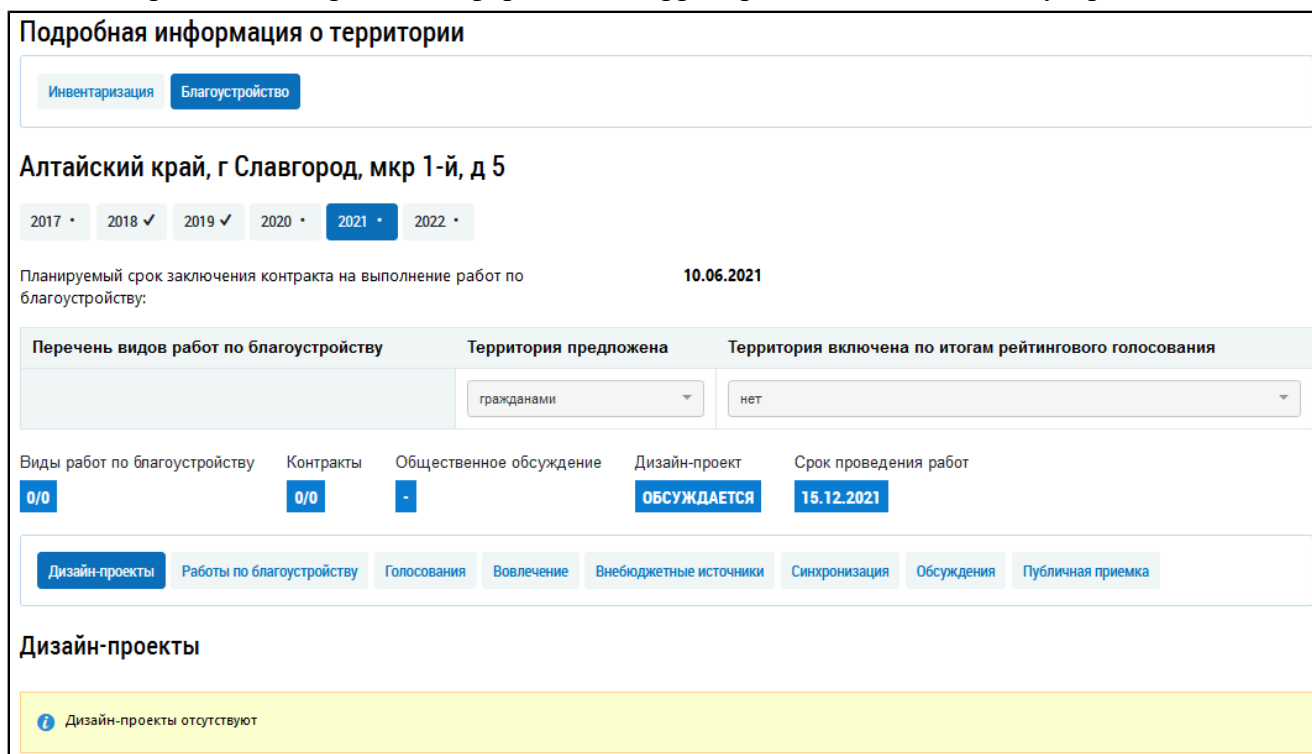 Подробная информация о территории
Инвентаризация Благоустройство
Алтайский край, г Славгород, мкр 1-й, д 5
2017 • 2018 ✔ 2019 ✔ 2020 • 2021 • 2022 •
Планируемый срок заключения контракта на выполнение работ по 10.06.2021
благоустройству:
Перечень видов работ по благоустройству Территория предложена Территория включена по итогам рейтингового голосования
гражданами нет
Виды работ по благоустройству Контракты Общественное обсуждение Дизайн-проект Срок проведения работ
0/0 0/0 - ОБСУЖДАЕТСЯ 15.12.2021
Дизайн-проекты Работы по благоустройству Голосования Вовлечение Внебюджетные источники Синхронизация Обсуждения Публичная приемка
Дизайн-проекты
Дизайн-проекты отсутствуют